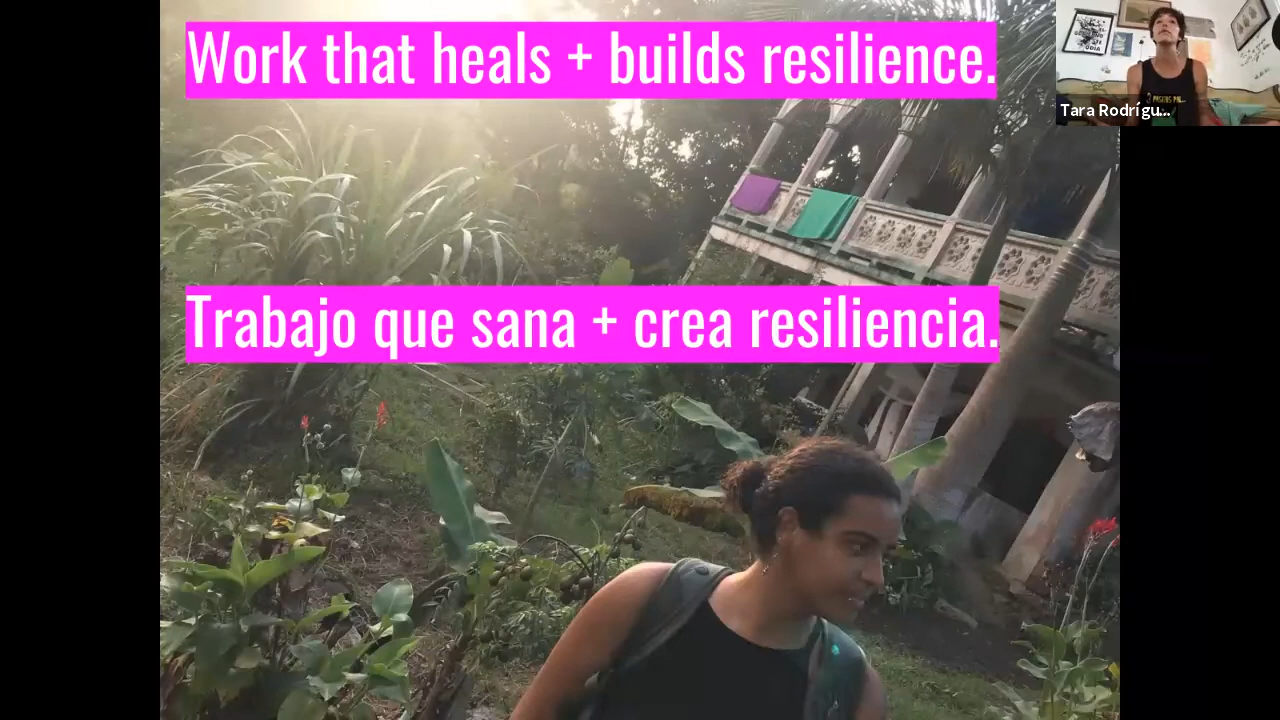 Work that heals + builds resilience.
Tara Rodrígu...
Trabajo que sana + crea resiliencia.